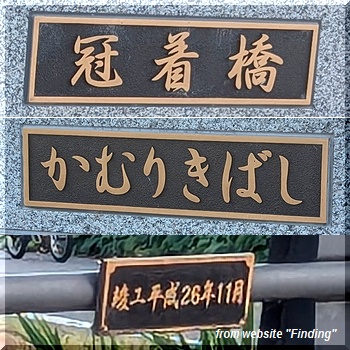 冠着橋
かむりきばし
竣工平成26年11月
from website "Finding"